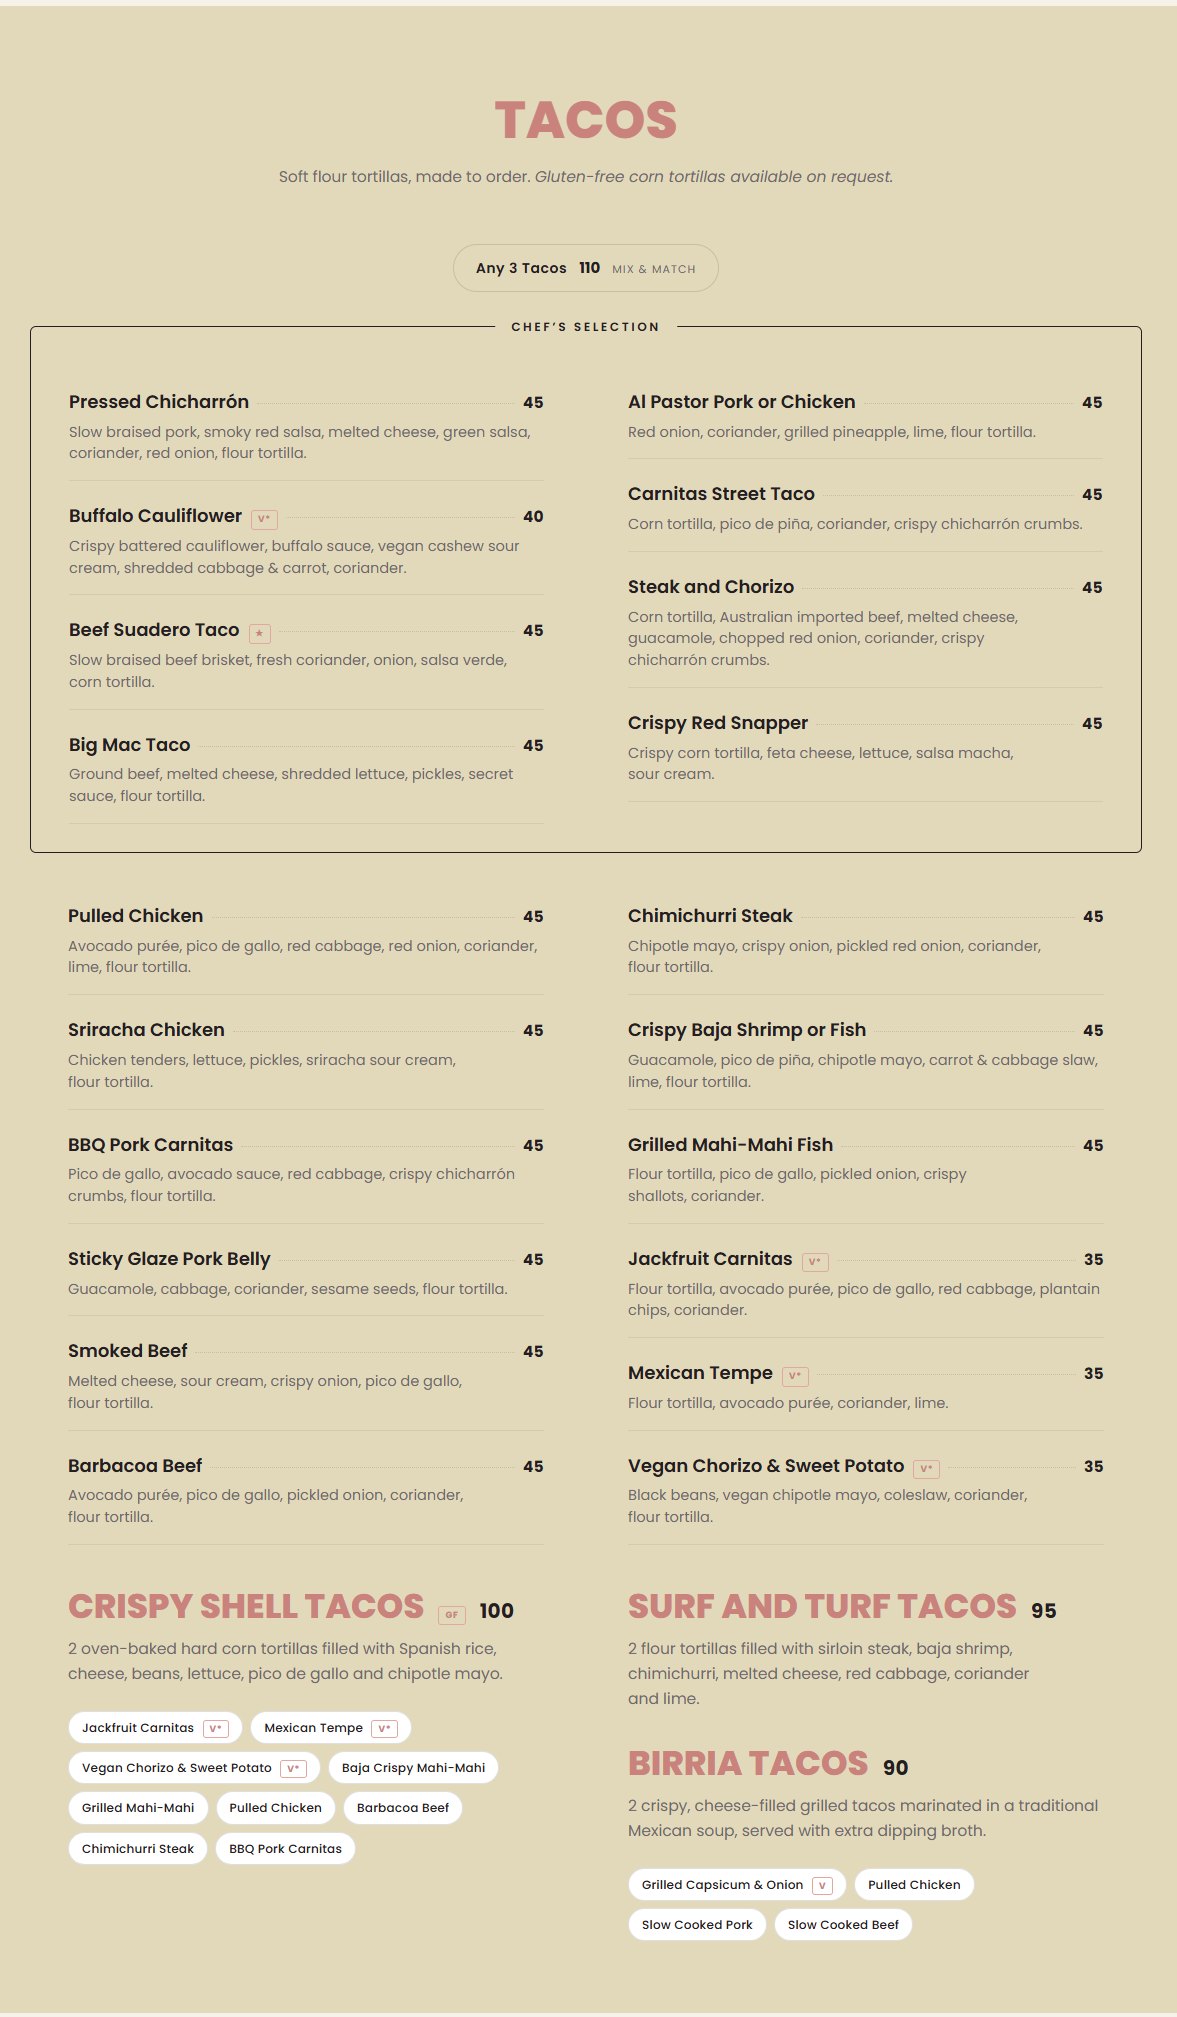 TACOS
Soft flour tortillas, made to order. Gluten-free corn tortillas available on request.
Any 3 Tacos 110 MIX & MATCH
CHEF’S SELECTION
Pressed Chicharrón 45
Slow braised pork, smoky red salsa, melted cheese, green salsa,
coriander, red onion, flour tortilla.
Buffalo Cauliflower V* 40
Crispy battered cauliflower, buffalo sauce, vegan cashew sour
cream, shredded cabbage & carrot, coriander.
Beef Suadero Taco ★ 45
Slow braised beef brisket, fresh coriander, onion, salsa verde,
corn tortilla.
Big Mac Taco 45
Ground beef, melted cheese, shredded lettuce, pickles, secret
sauce, flour tortilla.
Al Pastor Pork or Chicken 45
Red onion, coriander, grilled pineapple, lime, flour tortilla.
Carnitas Street Taco 45
Corn tortilla, pico de piña, coriander, crispy chicharrón crumbs.
Steak and Chorizo 45
Corn tortilla, Australian imported beef, melted cheese,
guacamole, chopped red onion, coriander, crispy
chicharrón crumbs.
Crispy Red Snapper 45
Crispy corn tortilla, feta cheese, lettuce, salsa macha,
sour cream.
Pulled Chicken 45
Avocado purée, pico de gallo, red cabbage, red onion, coriander,
lime, flour tortilla.
Sriracha Chicken 45
Chicken tenders, lettuce, pickles, sriracha sour cream,
flour tortilla.
BBQ Pork Carnitas 45
Pico de gallo, avocado sauce, red cabbage, crispy chicharrón
crumbs, flour tortilla.
Sticky Glaze Pork Belly 45
Guacamole, cabbage, coriander, sesame seeds, flour tortilla.
Smoked Beef 45
Melted cheese, sour cream, crispy onion, pico de gallo,
flour tortilla.
Barbacoa Beef 45
Avocado purée, pico de gallo, pickled onion, coriander,
flour tortilla.
Chimichurri Steak 45
Chipotle mayo, crispy onion, pickled red onion, coriander,
flour tortilla.
Crispy Baja Shrimp or Fish 45
Guacamole, pico de piña, chipotle mayo, carrot & cabbage slaw,
lime, flour tortilla.
Grilled Mahi-Mahi Fish 45
Flour tortilla, pico de gallo, pickled onion, crispy
shallots, coriander.
Jackfruit Carnitas V* 35
Flour tortilla, avocado purée, pico de gallo, red cabbage, plantain
chips, coriander.
Mexican Tempe V* 35
Flour tortilla, avocado purée, coriander, lime.
Vegan Chorizo & Sweet Potato V* 35
Black beans, vegan chipotle mayo, coleslaw, coriander,
flour tortilla.
CRISPY SHELL TACOS GF 100
2 oven-baked hard corn tortillas filled with Spanish rice,
cheese, beans, lettuce, pico de gallo and chipotle mayo.
Jackfruit Carnitas V* Mexican Tempe V*
Vegan Chorizo & Sweet Potato V* Baja Crispy Mahi-Mahi
Grilled Mahi-Mahi Pulled Chicken Barbacoa Beef
Chimichurri Steak BBQ Pork Carnitas
SURF AND TURF TACOS 95
2 flour tortillas filled with sirloin steak, baja shrimp,
chimichurri, melted cheese, red cabbage, coriander
and lime.
BIRRIA TACOS 90
2 crispy, cheese-filled grilled tacos marinated in a traditional
Mexican soup, served with extra dipping broth.
Grilled Capsicum & Onion V Pulled Chicken
Slow Cooked Pork Slow Cooked Beef